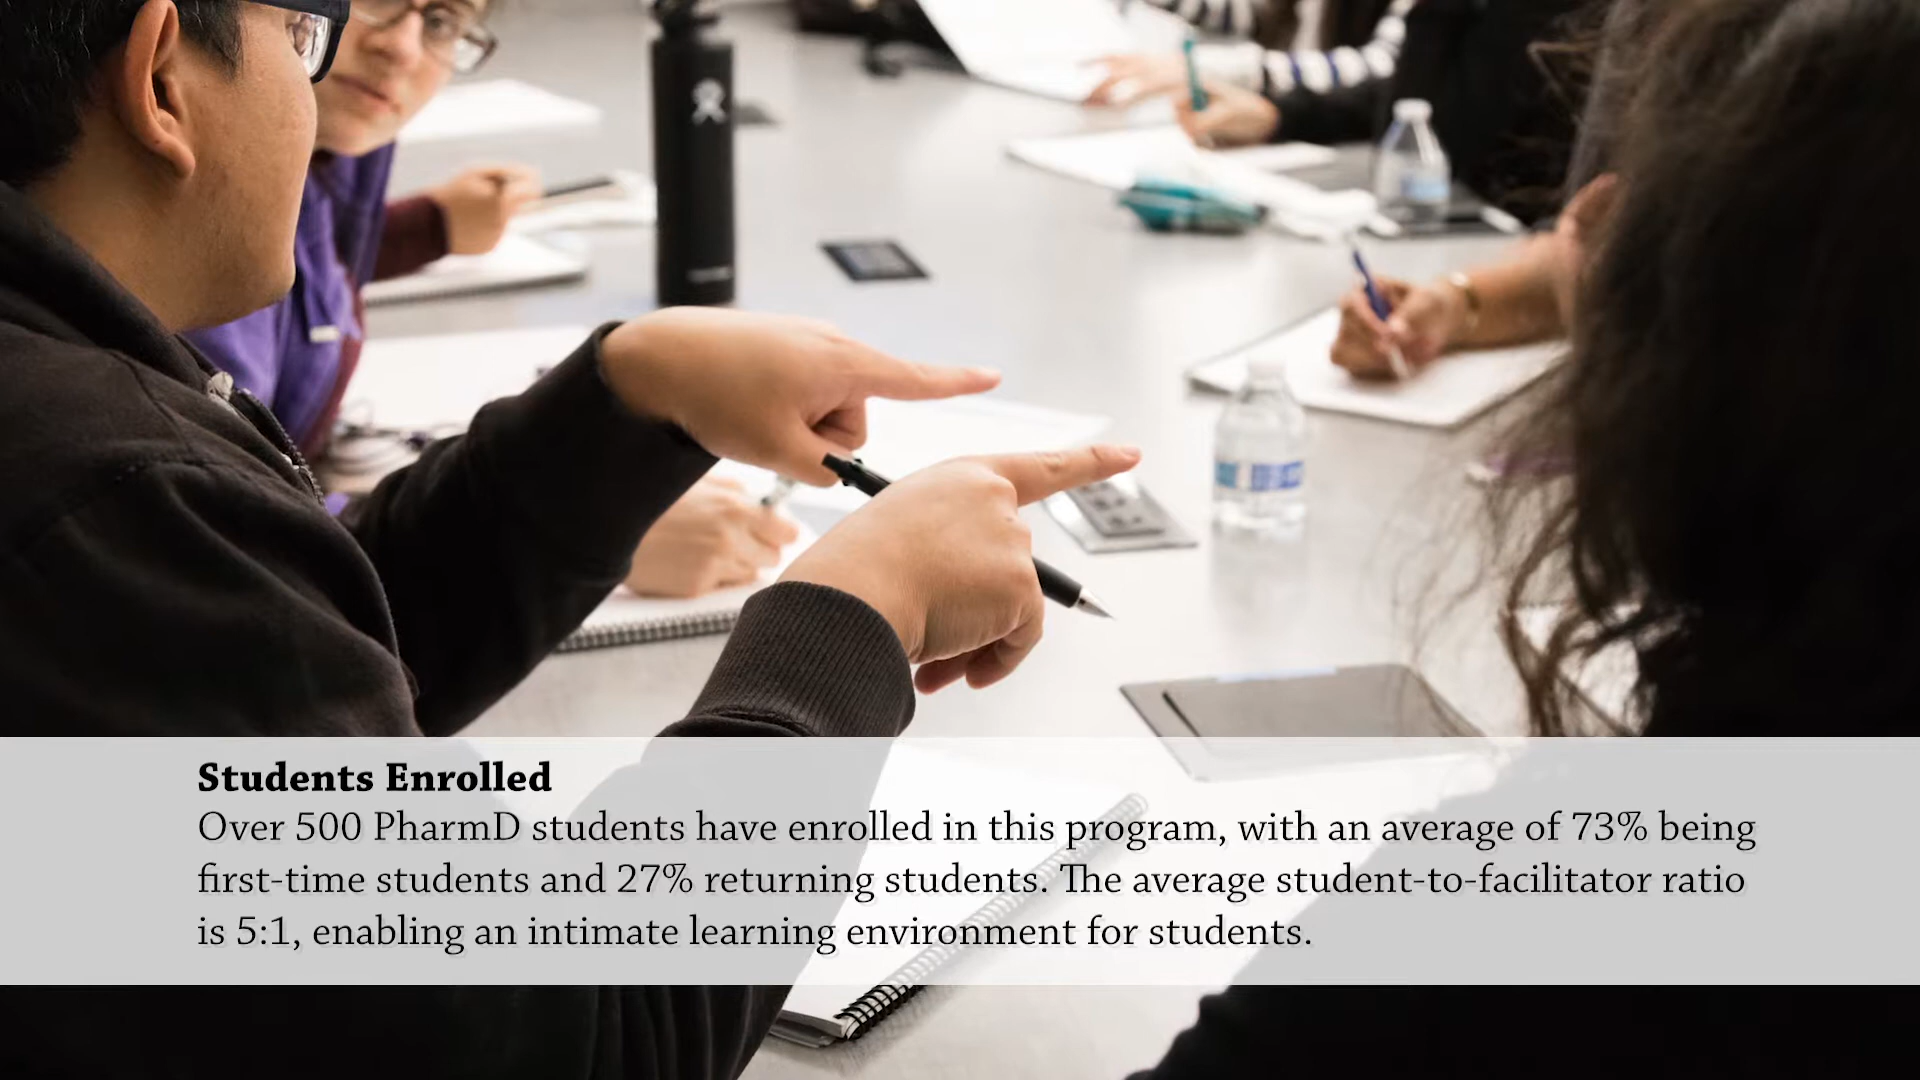 Students Enrolled
Over 500 PharmD students have enrolled in this program, with an average of 73% being
first-time students and 27% returning students. The average student-to-facilitator ratio
is 5:1, enabling an intimate learning environment for students.